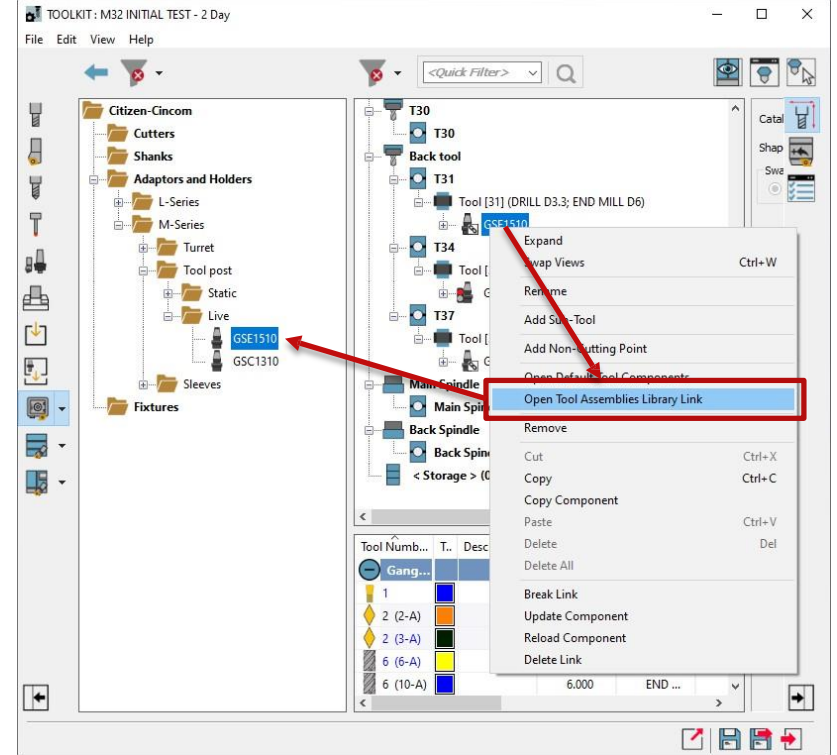 TOOLKIT : M32 INITIAL TEST - 2 Day
File Edit View Help
<Quick Filter>
Citizen-Cincom
Cutters
Shanks
Adaptors and Holders
L-Series
M-Series
Turret
Tool post
Static
Live
GSE1510
GSC1310
Sleeves
Fixtures
T30
T30
Back tool
T31
Tool [31] (DRILL D3.3; END MILL D6)
GSE1510
T34
Tool [
G
T37
Tool [
G
Main Spindle
Main Spin
Back Spindle
Back Spin
< Storage > (0
Catal
Shap
Swa
Expand
Swap Views Ctrl+W
Rename
Add Sub-Tool
Add Non-Cutting Point
Open Default Tool Components
Open Tool Assemblies Library Link
Remove
Cut Ctrl+X
Copy Ctrl+C
Copy Component
Paste Ctrl+V
Delete Del
Delete All
Break Link
Update Component
Reload Component
Delete Link
Tool Numb... T.. Desc
Gang...
1
2 (2-A)
2 (3-A)
6 (6-A)
6 (10-A) 6.000 END ...